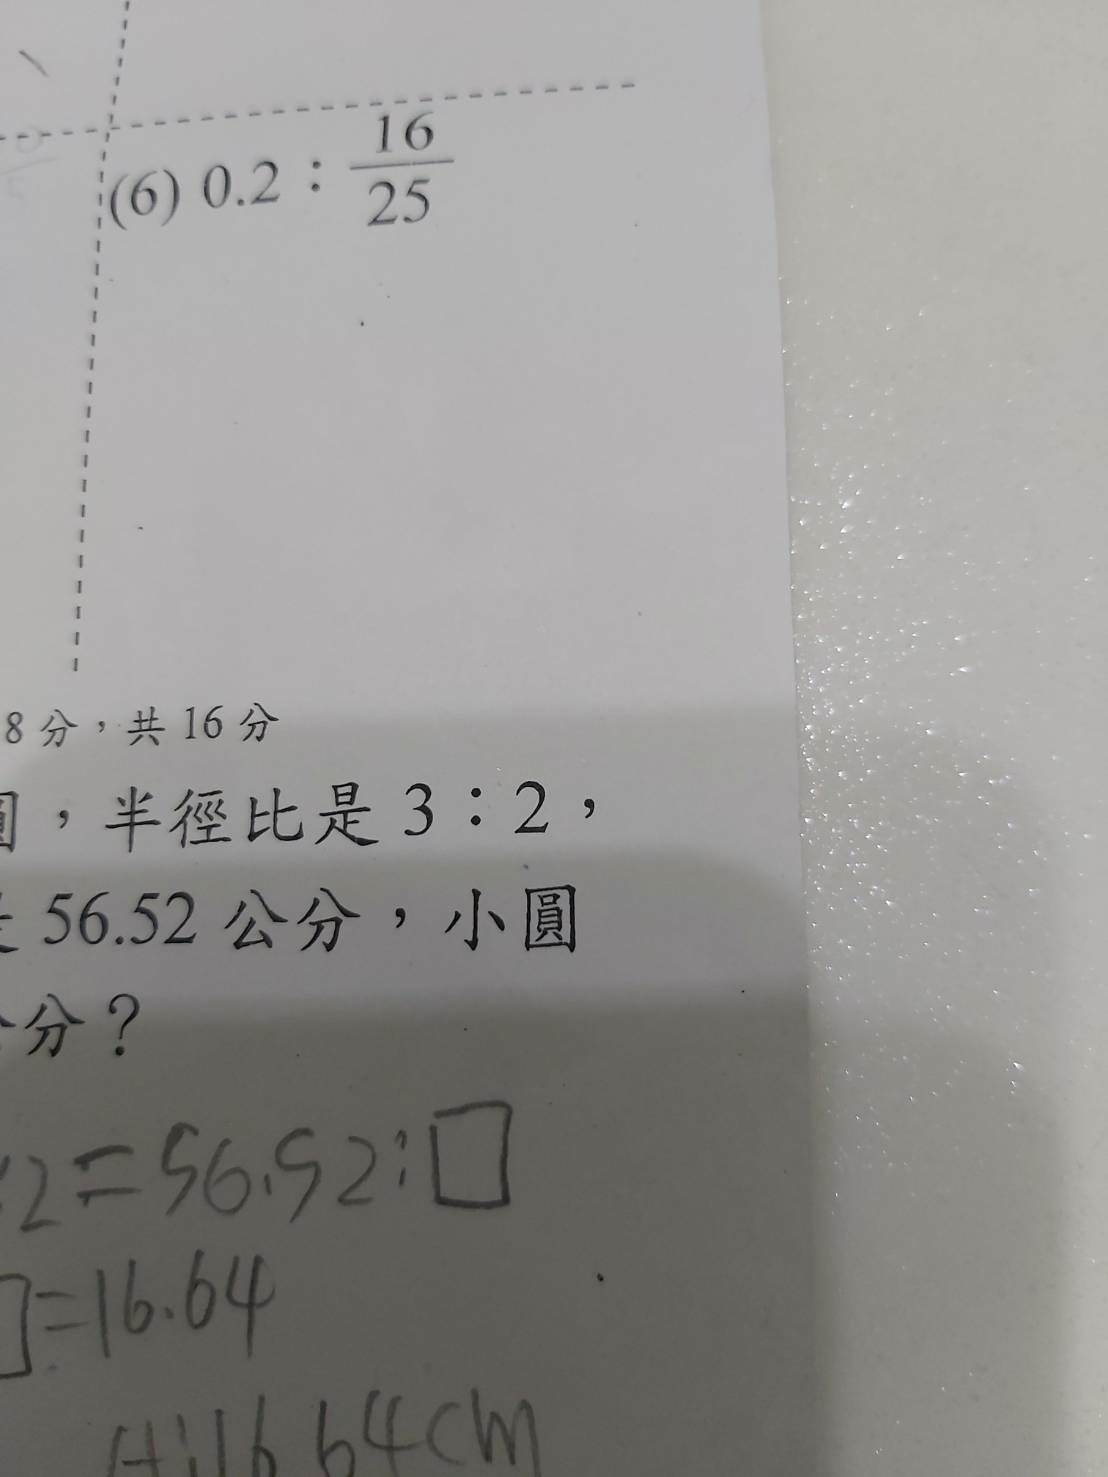 (6) 0.2：16/25
8 分，共 16 分
，半徑比是 3：2，
56.52 公分，小圓
分？
2=56.52:□
=16.64
A:16.64cm